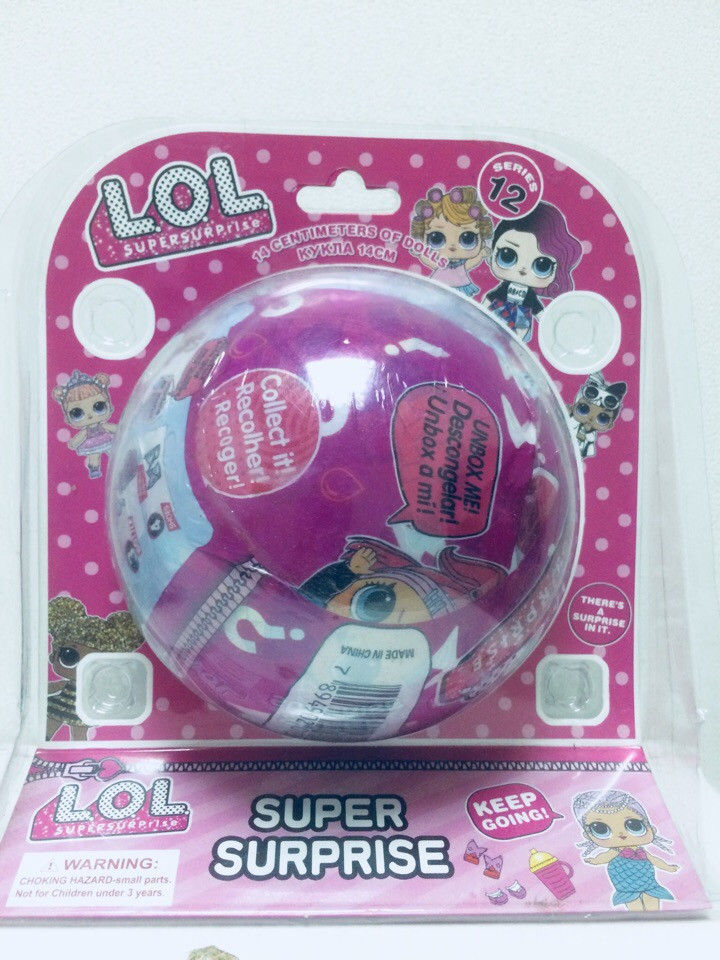 L.O.L
SUPERSURPrise
SERIES
12
14 CENTIMETERS OF DOLLS
КУКЛА 14CM
Collect it!
Recolher!
Recoger!
UNBOX ME!
Descongelar!
Unbox a mi!
MADE IN CHINA
THERE'S
A
SURPRISE
IN IT.
L.O.L
SUPERSURPrise
SUPER
SURPRISE
KEEP
GOING!
! WARNING:
CHOKING HAZARD-small parts.
Not for Children under 3 years.